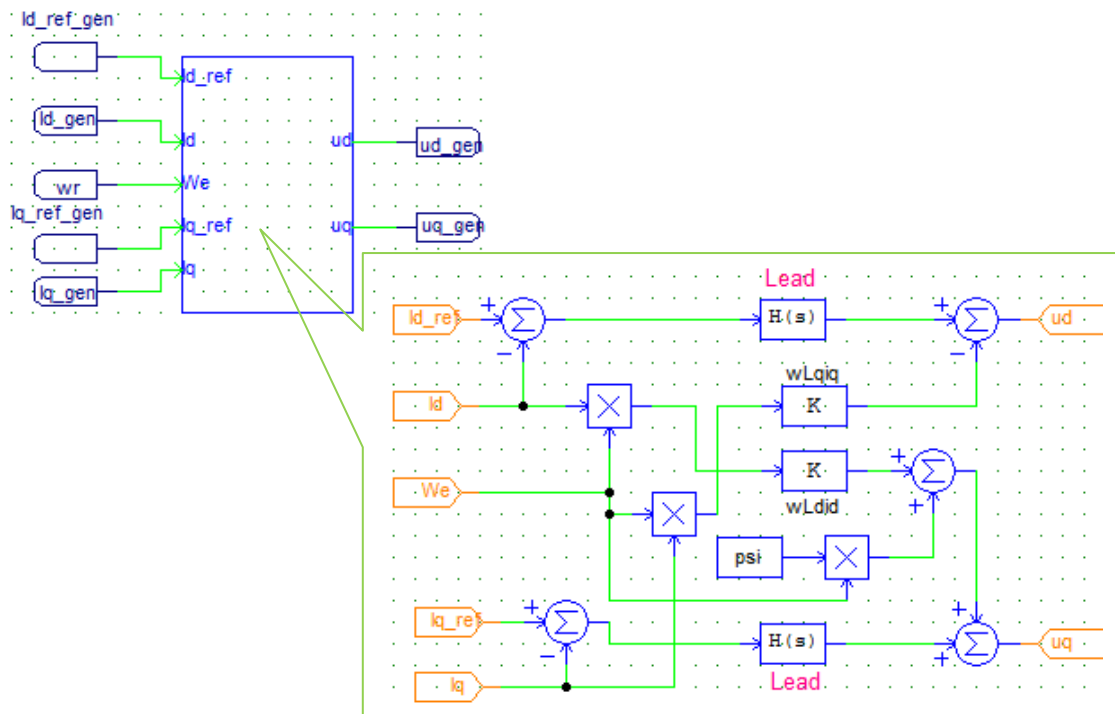 Id_ref_gen
Id_ref
Id_gen
Id
ud
ud_gen
wr
We
Iq_ref_gen
Iq_ref
uq
uq_gen
Iq_gen
Iq
Lead
Id_ref
+
Σ
−
H(s)
+
Σ
−
ud
wLqiq
Id
×
K
+
Σ
+
K
wLdid
We
×
psi
×
Iq_ref
+
Σ
−
H(s)
+
Σ
+
uq
Lead
Iq